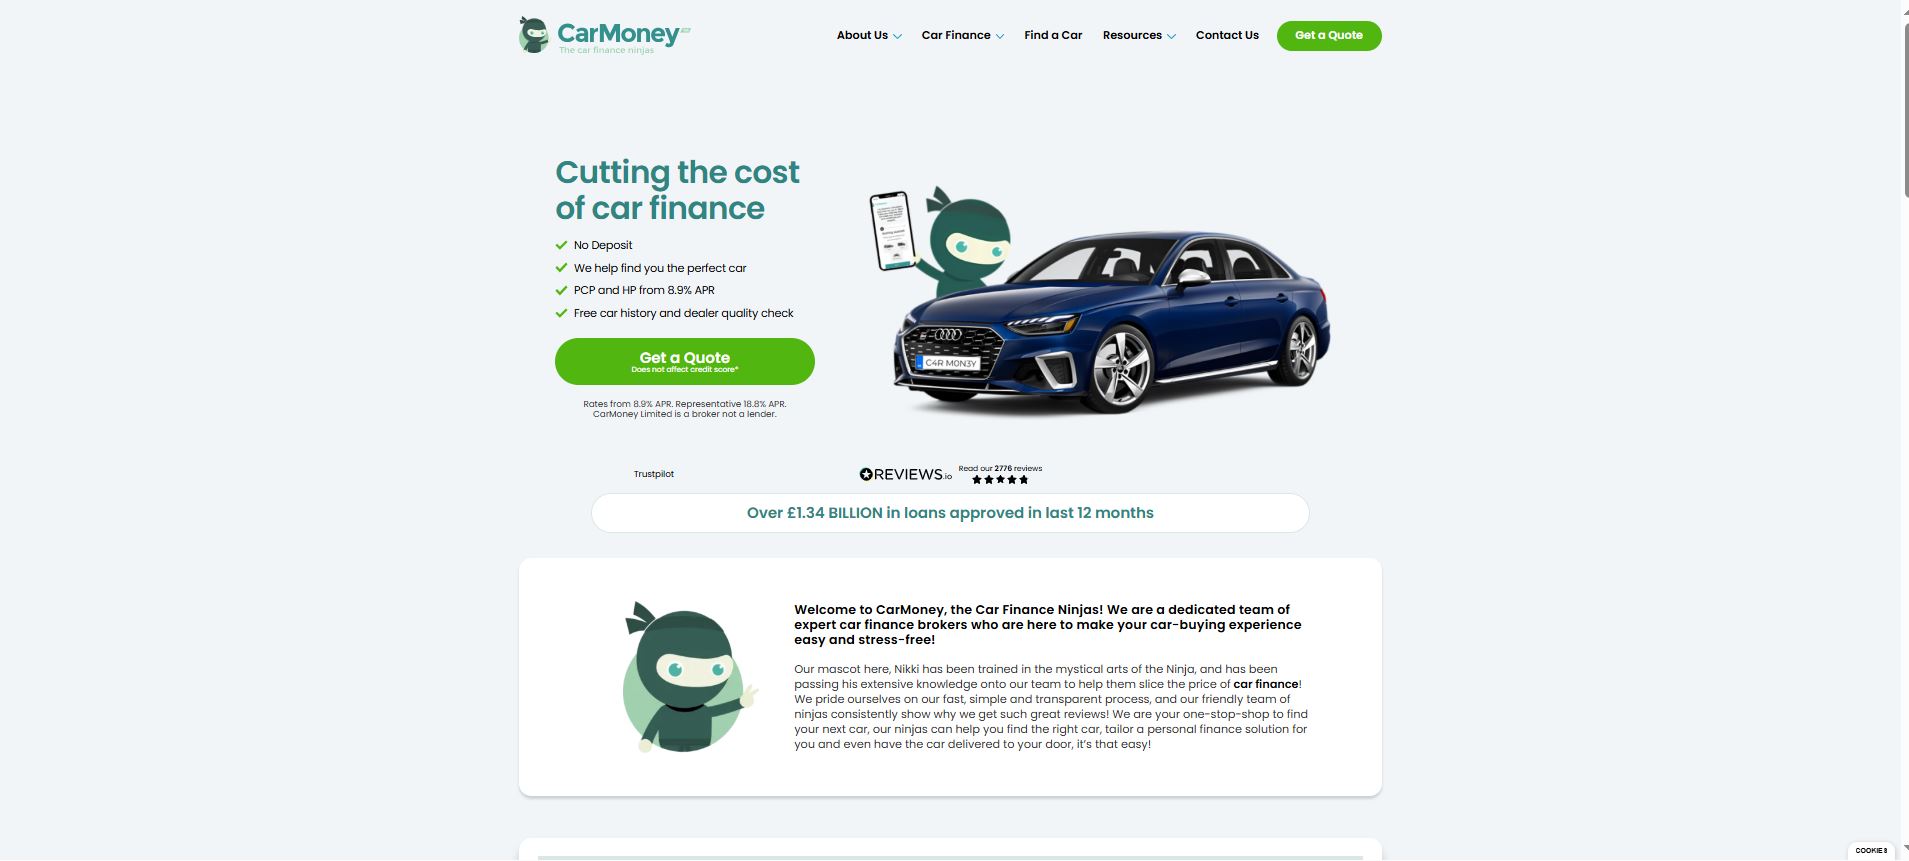 CarMoney
The car finance ninjas
About Us
Car Finance
Find a Car
Resources
Contact Us
Get a Quote
Cutting the cost
of car finance
No Deposit
We help find you the perfect car
PCP and HP from 8.9% APR
Free car history and dealer quality check
Get a Quote
Does not affect credit score*
Rates from 8.9% APR. Representative 18.8% APR.
CarMoney Limited is a broker not a lender.
C4R M0N3Y
Trustpilot
REVIEWS.io
Read our 2776 reviews
Over £1.34 BILLION in loans approved in last 12 months
Welcome to CarMoney, the Car Finance Ninjas! We are a dedicated team of
expert car finance brokers who are here to make your car-buying experience
easy and stress-free!
Our mascot here, Nikki has been trained in the mystical arts of the Ninja, and has been
passing his extensive knowledge onto our team to help them slice the price of car finance!
We pride ourselves on our fast, simple and transparent process, and our friendly team of
ninjas consistently show why we get such great reviews! We are your one-stop-shop to find
your next car, our ninjas can help you find the right car, tailor a personal finance solution for
you and even have the car delivered to your door, it's that easy!
COOKIES